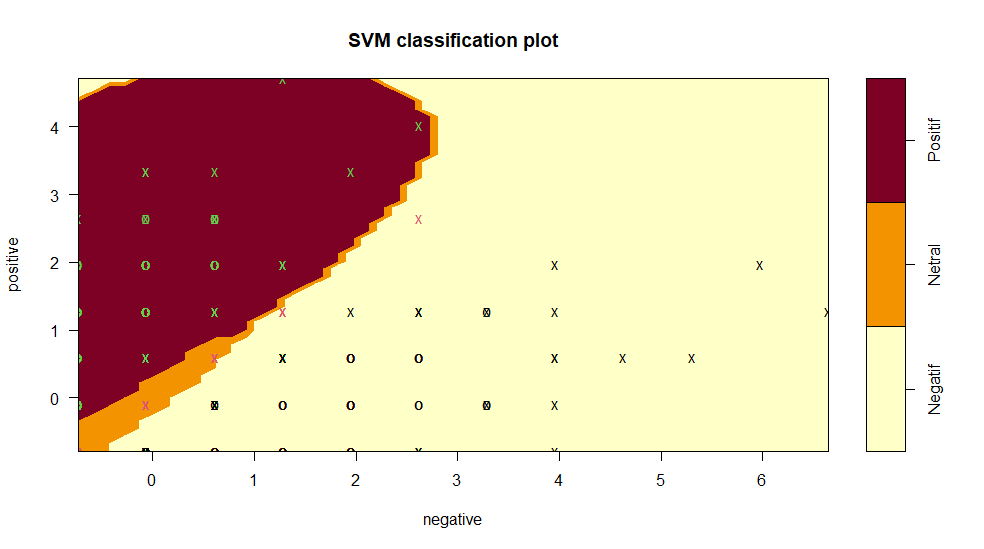 SVM classification plot
positive
4
3
2
1
0
0 1 2 3 4 5 6
negative
Positif
Netral
Negatif